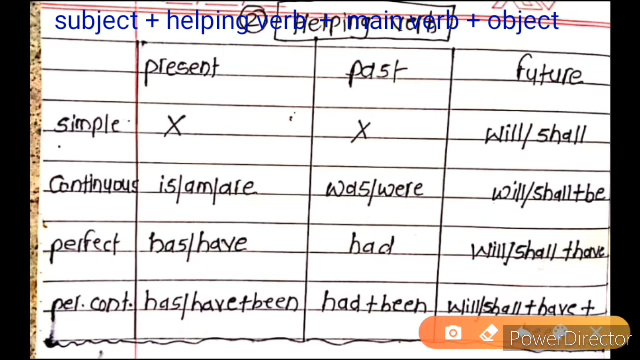 subject + helping verb + main verb + object
② Helping verb
present past future
simple X X will/shall
continuous is/am/are was/were will/shall+be
perfect has/have had will/shall+have
per.cont. has/have+been had+been will/shall+have+
PowerDirector